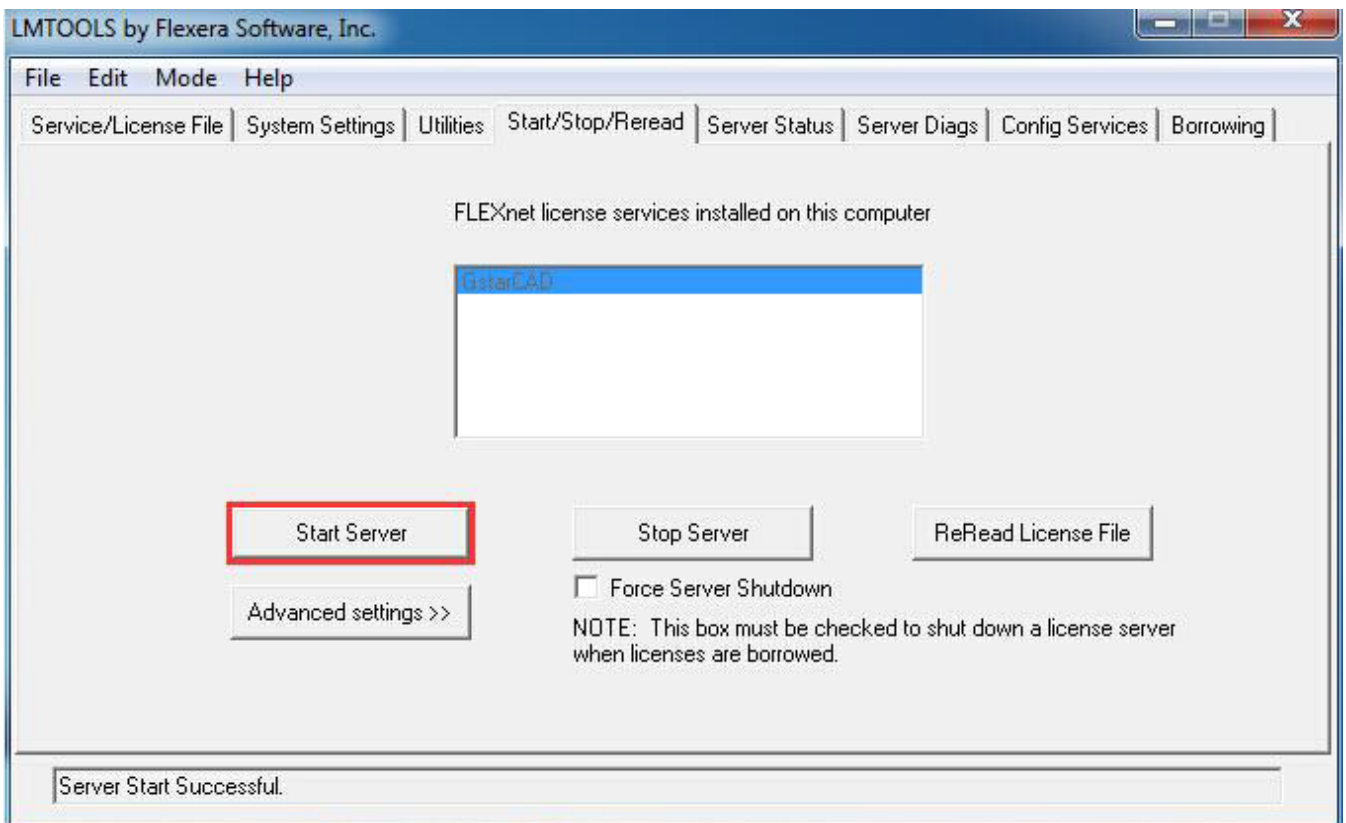 LMTOOLS by Flexera Software, Inc.
File Edit Mode Help
Service/License File System Settings Utilities Start/Stop/Reread Server Status Server Diags Config Services Borrowing
FLEXnet license services installed on this computer
GstarCAD
Start Server Stop Server ReRead License File
Force Server Shutdown
Advanced settings >>
NOTE: This box must be checked to shut down a license server
when licenses are borrowed.
Server Start Successful.